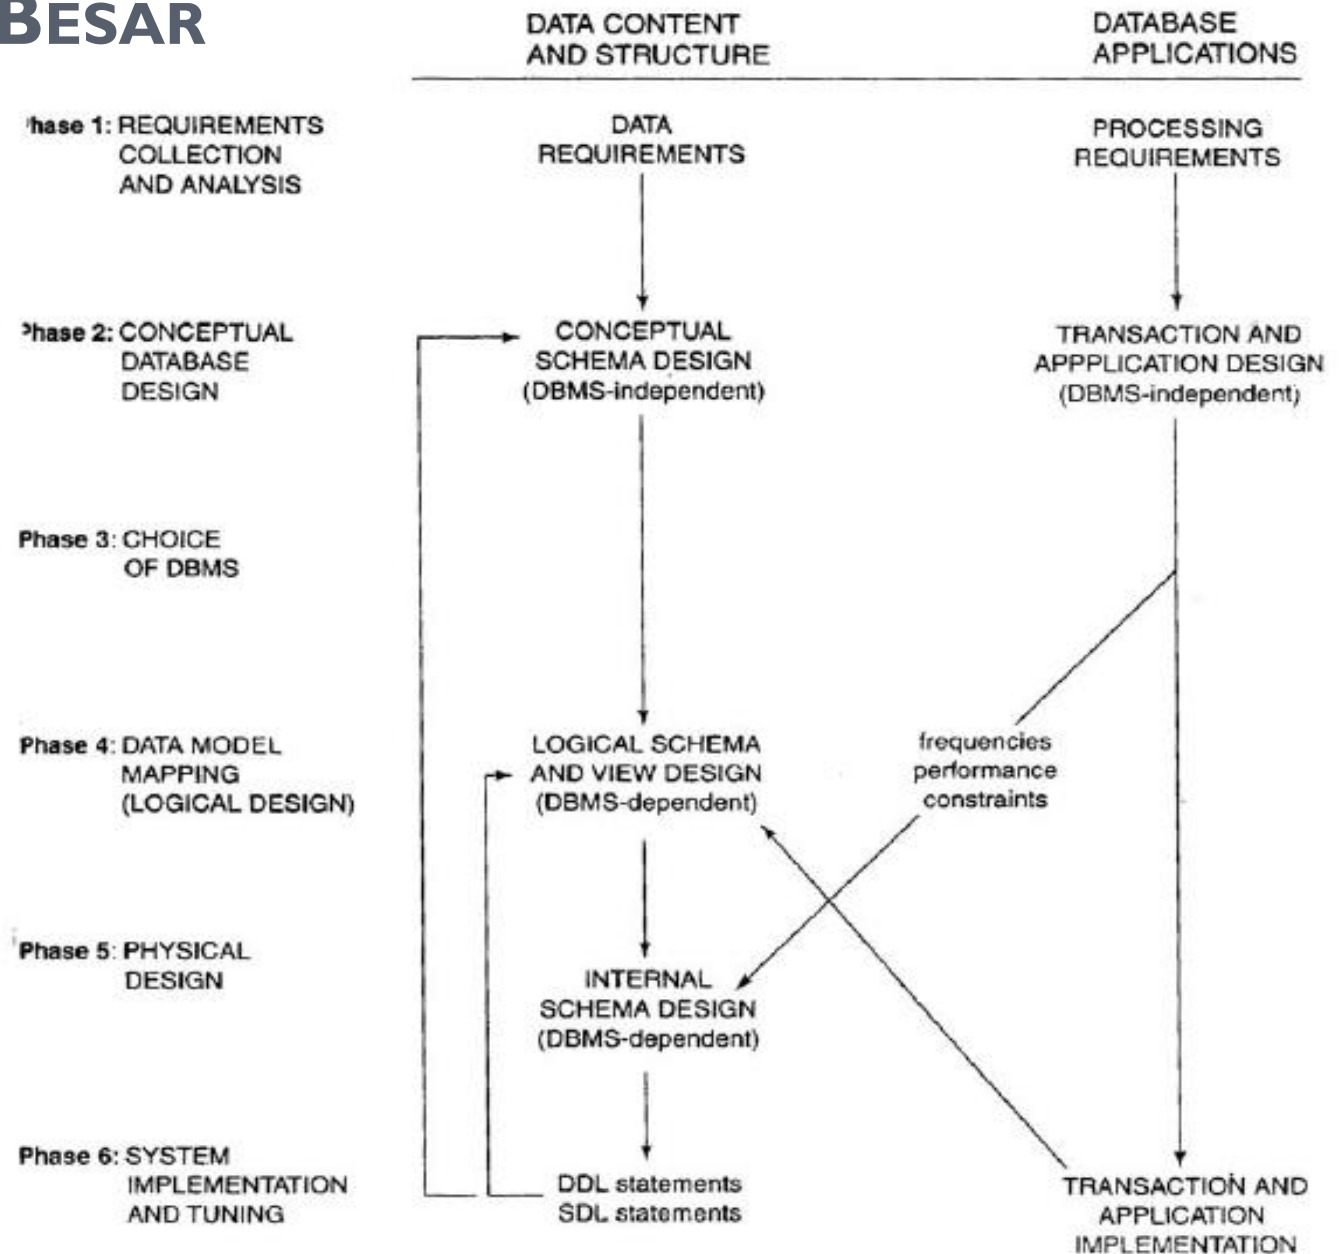 BESAR
DATA CONTENT
AND STRUCTURE
DATABASE
APPLICATIONS
hase 1: REQUIREMENTS
COLLECTION
AND ANALYSIS
DATA
REQUIREMENTS
PROCESSING
REQUIREMENTS
hase 2: CONCEPTUAL
DATABASE
DESIGN
CONCEPTUAL
SCHEMA DESIGN
(DBMS-independent)
TRANSACTION AND
APPPLICATION DESIGN
(DBMS-independent)
Phase 3: CHOICE
OF DBMS
Phase 4: DATA MODEL
MAPPING
(LOGICAL DESIGN)
LOGICAL SCHEMA
AND VIEW DESIGN
(DBMS-dependent)
frequencies
performance
constraints
Phase 5: PHYSICAL
DESIGN
INTERNAL
SCHEMA DESIGN
(DBMS-dependent)
Phase 6: SYSTEM
IMPLEMENTATION
AND TUNING
DDL statements
SDL statements
TRANSACTION AND
APPLICATION
IMPLEMENTATION